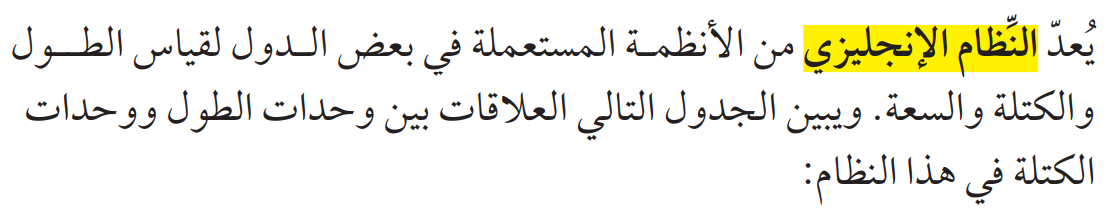 يُعدّ النِّظام الإنجليزي من الأنظمة المستعملة في بعض الدول لقياس الطول
والكتلة والسعة. ويبين الجدول التالي العلاقات بين وحدات الطول ووحدات
الكتلة في هذا النظام: